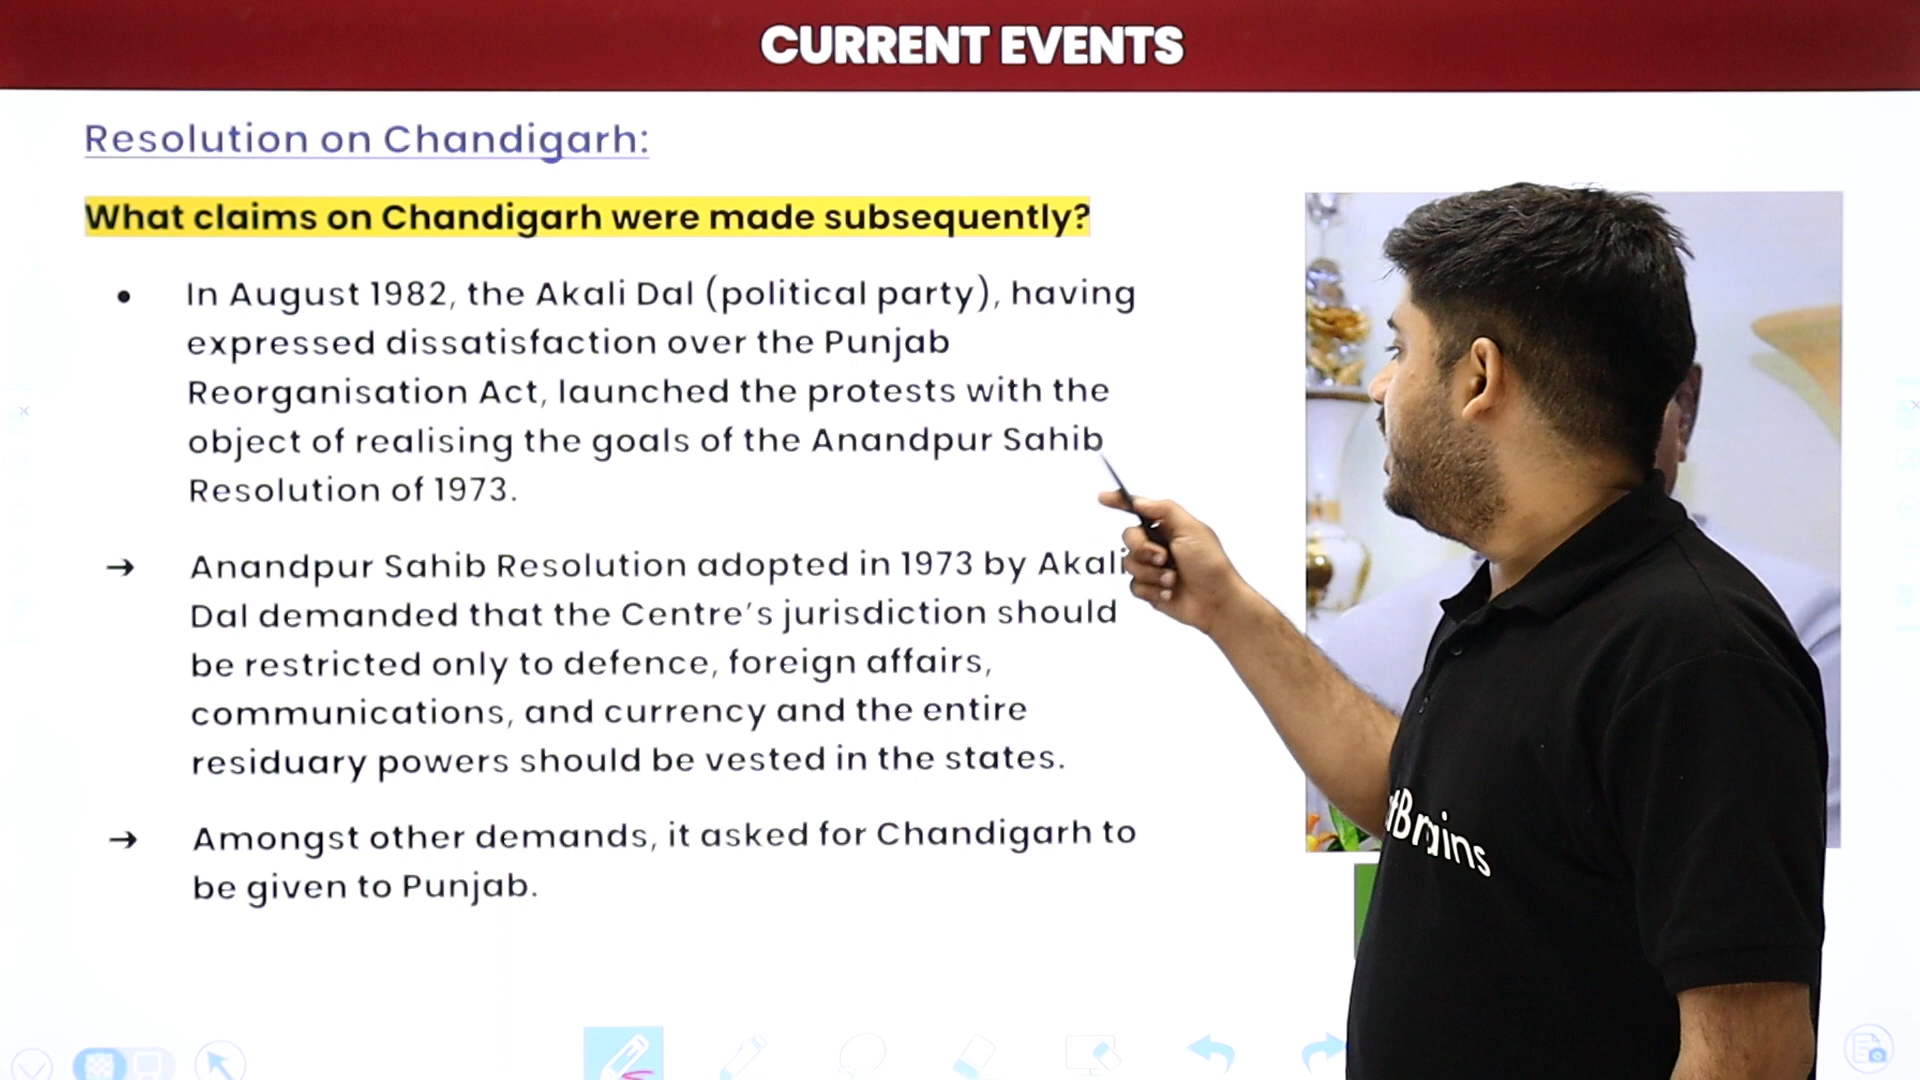 CURRENT EVENTS
Resolution on Chandigarh:
What claims on Chandigarh were made subsequently?
• In August 1982, the Akali Dal (political party), having
expressed dissatisfaction over the Punjab
Reorganisation Act, launched the protests with the
object of realising the goals of the Anandpur Sahib
Resolution of 1973.
→ Anandpur Sahib Resolution adopted in 1973 by Akali
Dal demanded that the Centre's jurisdiction should
be restricted only to defence, foreign affairs,
communications, and currency and the entire
residuary powers should be vested in the states.
→ Amongst other demands, it asked for Chandigarh to
be given to Punjab.
tBrains